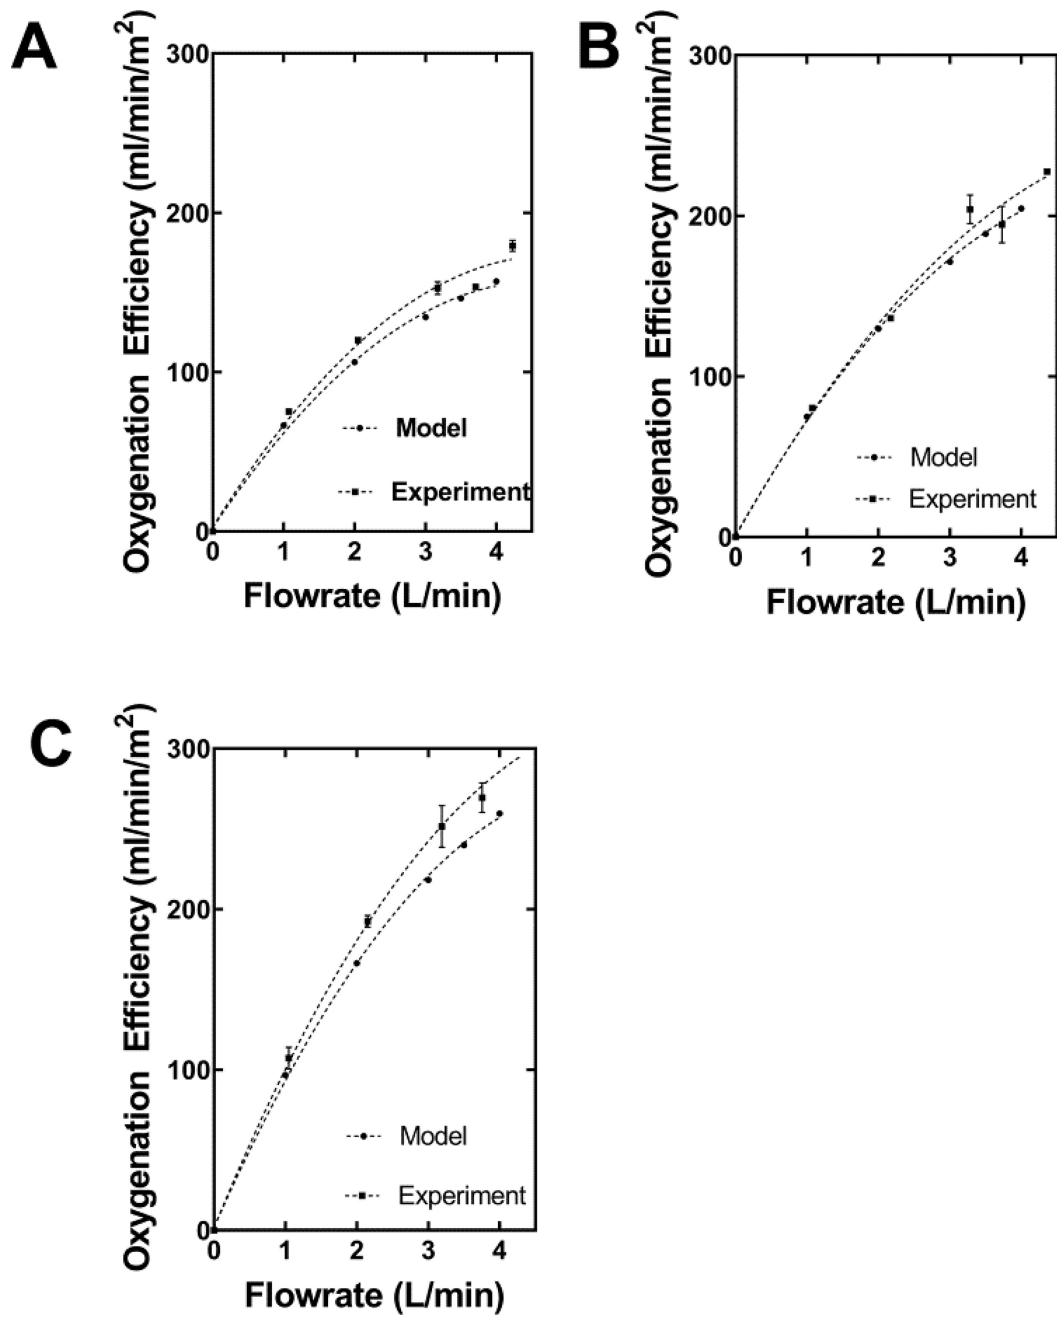 A
Oxygenation Efficiency (ml/min/m²)
300
200
100
0
Model
Experiment
0 1 2 3 4
Flowrate (L/min)
B
Oxygenation Efficiency (ml/min/m²)
300
200
100
0
Model
Experiment
0 1 2 3 4
Flowrate (L/min)
C
Oxygenation Efficiency (ml/min/m²)
300
200
100
0
Model
Experiment
0 1 2 3 4
Flowrate (L/min)